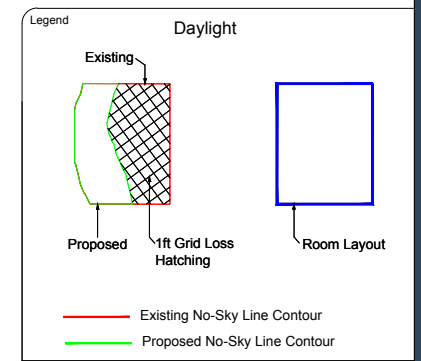 Legend
Daylight
Existing
Proposed
1ft Grid Loss
Hatching
Room Layout
Existing No-Sky Line Contour
Proposed No-Sky Line Contour